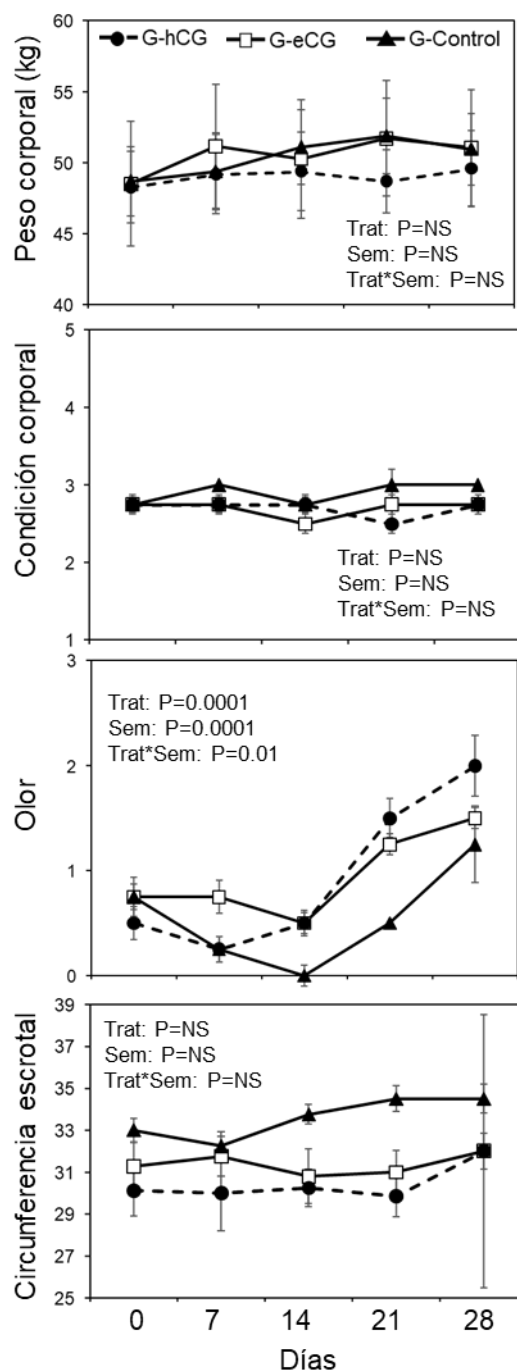 60
G-hCG G-eCG G-Control
55
50
45
40
Peso corporal (kg)
Trat: P=NS
Sem: P=NS
Trat*Sem: P=NS
5
4
3
2
1
Condición corporal
Trat: P=NS
Sem: P=NS
Trat*Sem: P=NS
3
2
1
0
Olor
Trat: P=0.0001
Sem: P=0.0001
Trat*Sem: P=0.01
39
37
35
33
31
29
27
25
Circunferencia escrotal
Trat: P=NS
Sem: P=NS
Trat*Sem: P=NS
0 7 14 21 28
Días